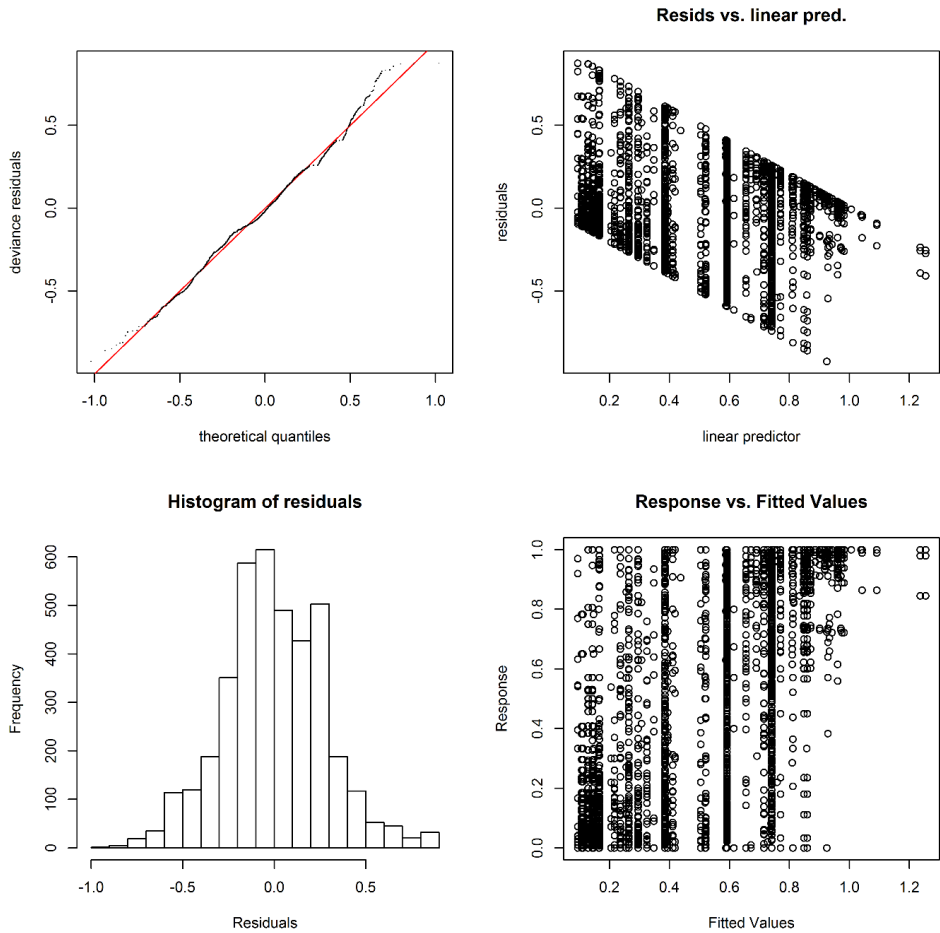 Resids vs. linear pred.
deviance residuals
-0.5 0.0 0.5
-1.0 -0.5 0.0 0.5 1.0
theoretical quantiles
residuals
-0.5 0.0 0.5
0.2 0.4 0.6 0.8 1.0 1.2
linear predictor
Histogram of residuals
Frequency
0 100 200 300 400 500 600
-1.0 -0.5 0.0 0.5
Residuals
Response vs. Fitted Values
Response
0.0 0.2 0.4 0.6 0.8 1.0
0.2 0.4 0.6 0.8 1.0 1.2
Fitted Values